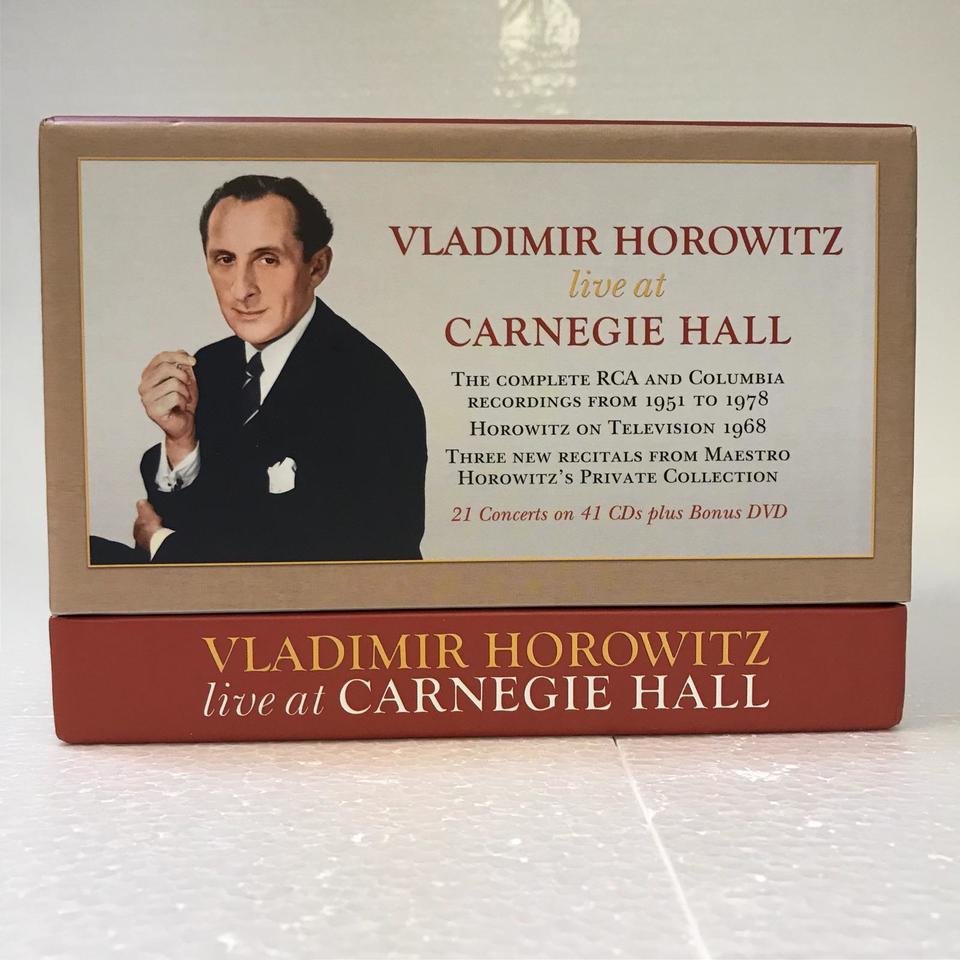 VLADIMIR HOROWITZ
live at
CARNEGIE HALL
THE COMPLETE RCA AND COLUMBIA
RECORDINGS FROM 1951 TO 1978
HOROWITZ ON TELEVISION 1968
THREE NEW RECITALS FROM MAESTRO
HOROWITZ'S PRIVATE COLLECTION
21 Concerts on 41 CDs plus Bonus DVD
VLADIMIR HOROWITZ
live at CARNEGIE HALL